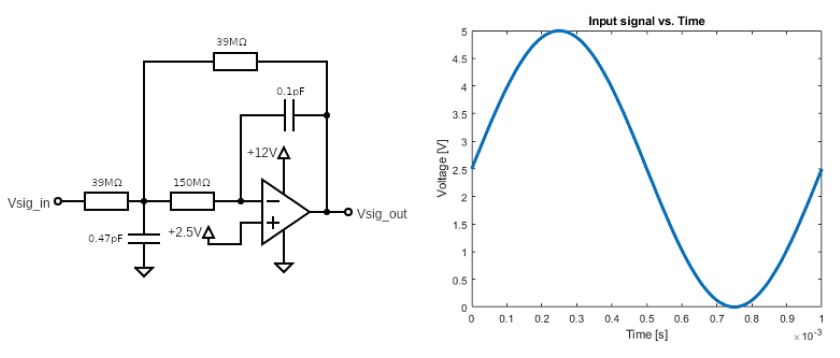 39MΩ
0.1pF
+12V
39MΩ
150MΩ
Vsig_in
Vsig_out
0.47pF
+2.5V
Input signal vs. Time
Voltage [V]
5
4.5
4
3.5
3
2.5
2
1.5
1
0.5
0
0 0.1 0.2 0.3 0.4 0.5 0.6 0.7 0.8 0.9 1
Time [s]
×10-3